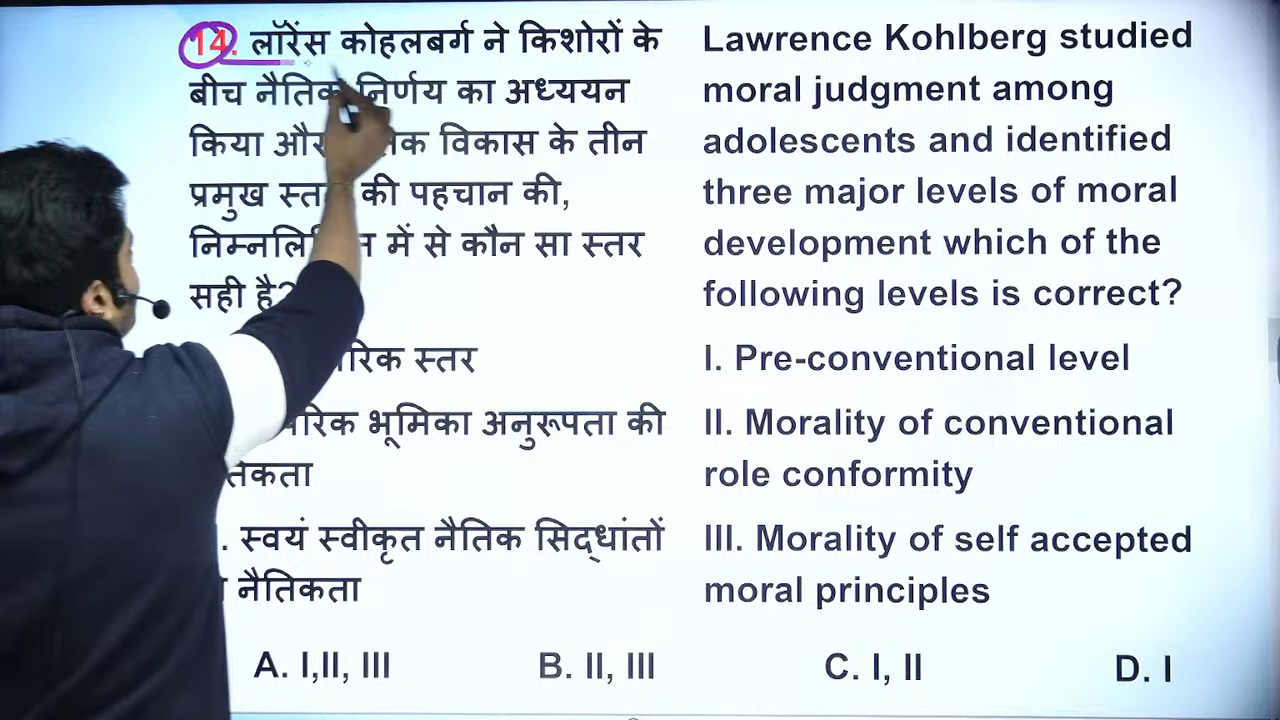 14. लॉरेंस कोहलबर्ग ने किशोरों के
बीच नैतिक निर्णय का अध्ययन
किया और विकास के तीन
प्रमुख की पहचान की,
में से कौन सा स्तर
सही है?
स्तर
भूमिका अनुरूपता की
स्वयं स्वीकृत नैतिक सिद्धांतों
नैतिकता
Lawrence Kohlberg studied
moral judgment among
adolescents and identified
three major levels of moral
development which of the
following levels is correct?
I. Pre-conventional level
II. Morality of conventional
role conformity
III. Morality of self accepted
moral principles
A. I,II, III
B. II, III
C. I, II
D. I